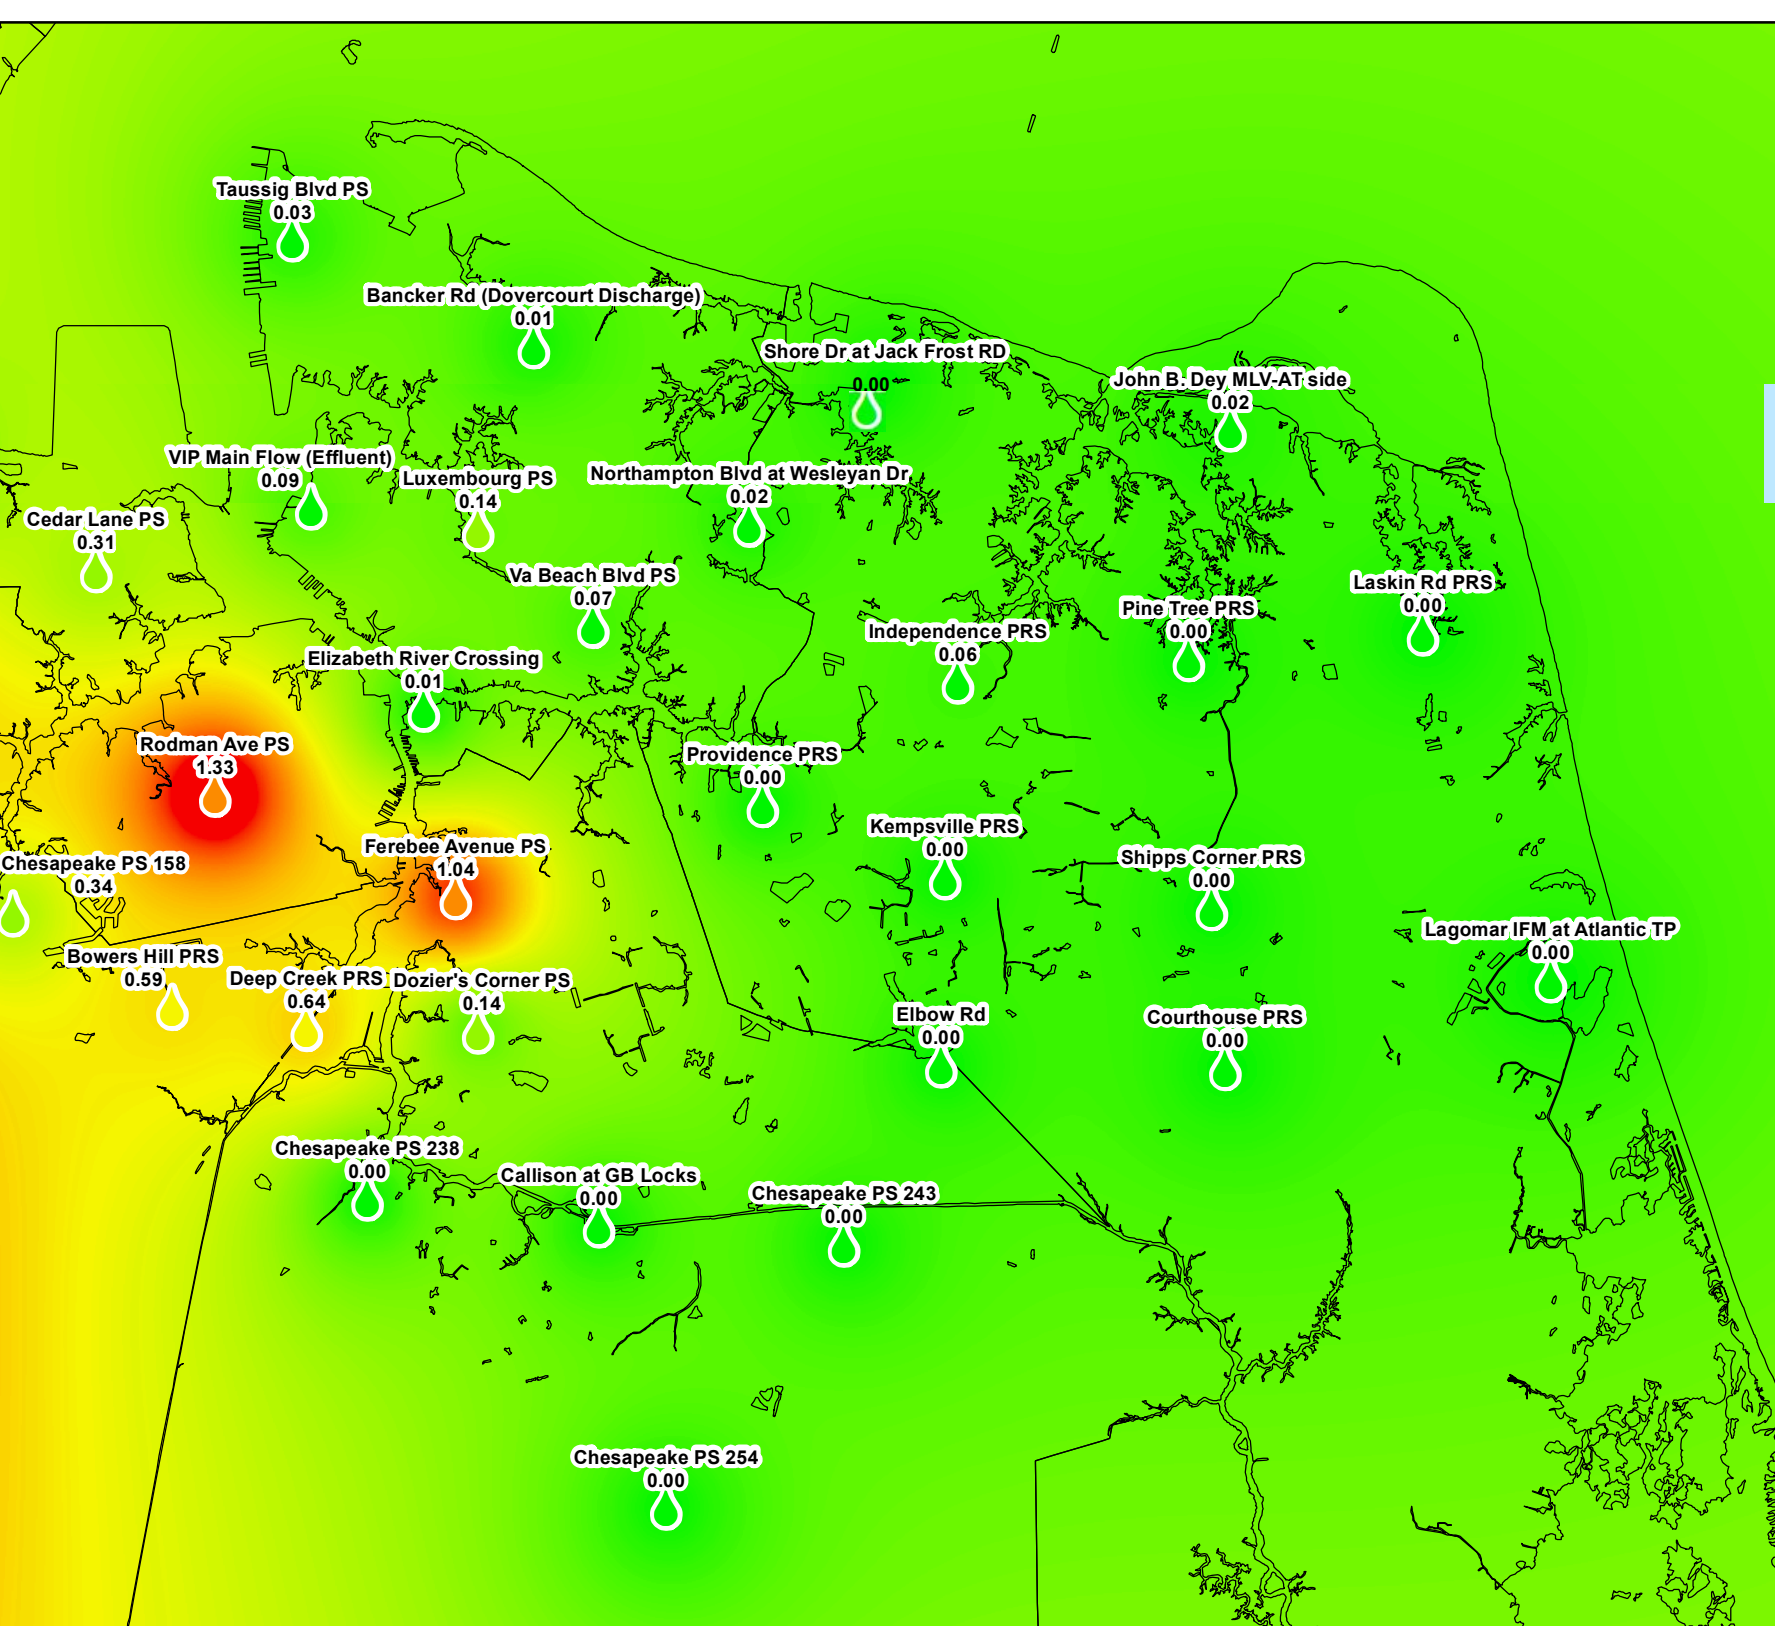 Taussig Blvd PS
0.03
Bancker Rd (Dovercourt Discharge)
0.01
Shore Dr at Jack Frost RD
0.00
John B. Dey MLV-AT side
0.02
VIP Main Flow (Effluent)
0.09
Luxembourg PS
0.14
Northampton Blvd at Wesleyan Dr
0.02
Cedar Lane PS
0.31
Va Beach Blvd PS
0.07
Laskin Rd PRS
0.00
Pine Tree PRS
0.00
Independence PRS
0.06
Elizabeth River Crossing
0.01
Rodman Ave PS
1.33
Providence PRS
0.00
Kempsville PRS
0.00
Ferebee Avenue PS
1.04
Chesapeake PS 158
0.34
Shipps Corner PRS
0.00
Lagomar IFM at Atlantic TP
0.00
Bowers Hill PRS
0.59
Deep Creek PRS
0.64
Dozier's Corner PS
0.14
Elbow Rd
0.00
Courthouse PRS
0.00
Chesapeake PS 238
0.00
Callison at GB Locks
0.00
Chesapeake PS 243
0.00
Chesapeake PS 254
0.00